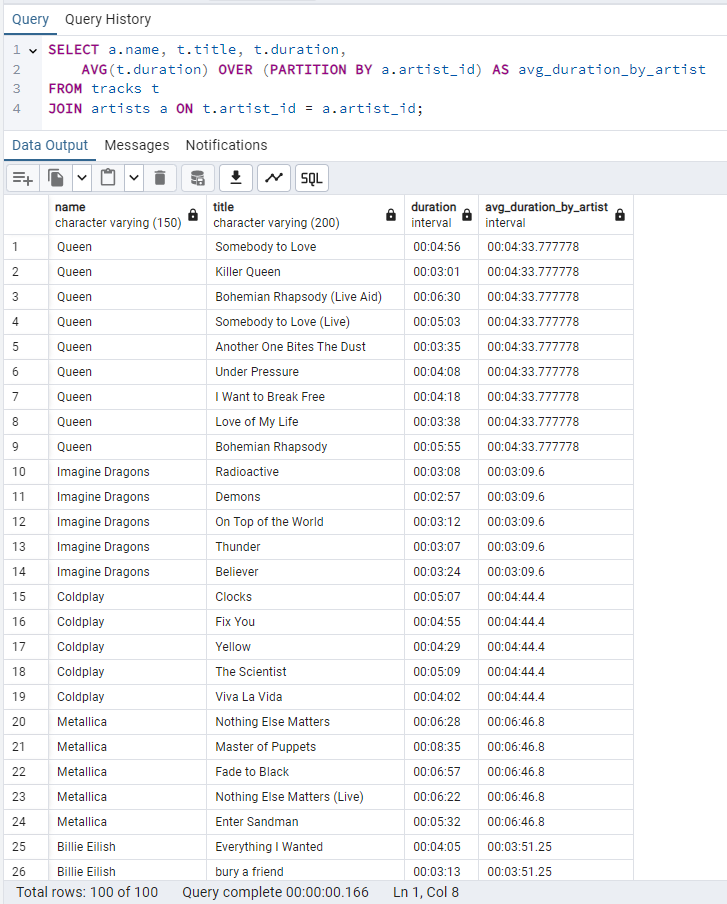 Query Query History
1 SELECT a.name, t.title, t.duration,
2 AVG(t.duration) OVER (PARTITION BY a.artist_id) AS avg_duration_by_artist
3 FROM tracks t
4 JOIN artists a ON t.artist_id = a.artist_id;
Data Output Messages Notifications
SQL
name title duration avg_duration_by_artist
character varying (150) character varying (200) interval interval
1 Queen Somebody to Love 00:04:56 00:04:33.777778
2 Queen Killer Queen 00:03:01 00:04:33.777778
3 Queen Bohemian Rhapsody (Live Aid) 00:06:30 00:04:33.777778
4 Queen Somebody to Love (Live) 00:05:03 00:04:33.777778
5 Queen Another One Bites The Dust 00:03:35 00:04:33.777778
6 Queen Under Pressure 00:04:08 00:04:33.777778
7 Queen I Want to Break Free 00:04:18 00:04:33.777778
8 Queen Love of My Life 00:03:38 00:04:33.777778
9 Queen Bohemian Rhapsody 00:05:55 00:04:33.777778
10 Imagine Dragons Radioactive 00:03:08 00:03:09.6
11 Imagine Dragons Demons 00:02:57 00:03:09.6
12 Imagine Dragons On Top of the World 00:03:12 00:03:09.6
13 Imagine Dragons Thunder 00:03:07 00:03:09.6
14 Imagine Dragons Believer 00:03:24 00:03:09.6
15 Coldplay Clocks 00:05:07 00:04:44.4
16 Coldplay Fix You 00:04:55 00:04:44.4
17 Coldplay Yellow 00:04:29 00:04:44.4
18 Coldplay The Scientist 00:05:09 00:04:44.4
19 Coldplay Viva La Vida 00:04:02 00:04:44.4
20 Metallica Nothing Else Matters 00:06:28 00:06:46.8
21 Metallica Master of Puppets 00:08:35 00:06:46.8
22 Metallica Fade to Black 00:06:57 00:06:46.8
23 Metallica Nothing Else Matters (Live) 00:06:22 00:06:46.8
24 Metallica Enter Sandman 00:05:32 00:06:46.8
25 Billie Eilish Everything I Wanted 00:04:05 00:03:51.25
26 Billie Eilish bury a friend 00:03:13 00:03:51.25
Total rows: 100 of 100 Query complete 00:00:00.166 Ln 1, Col 8